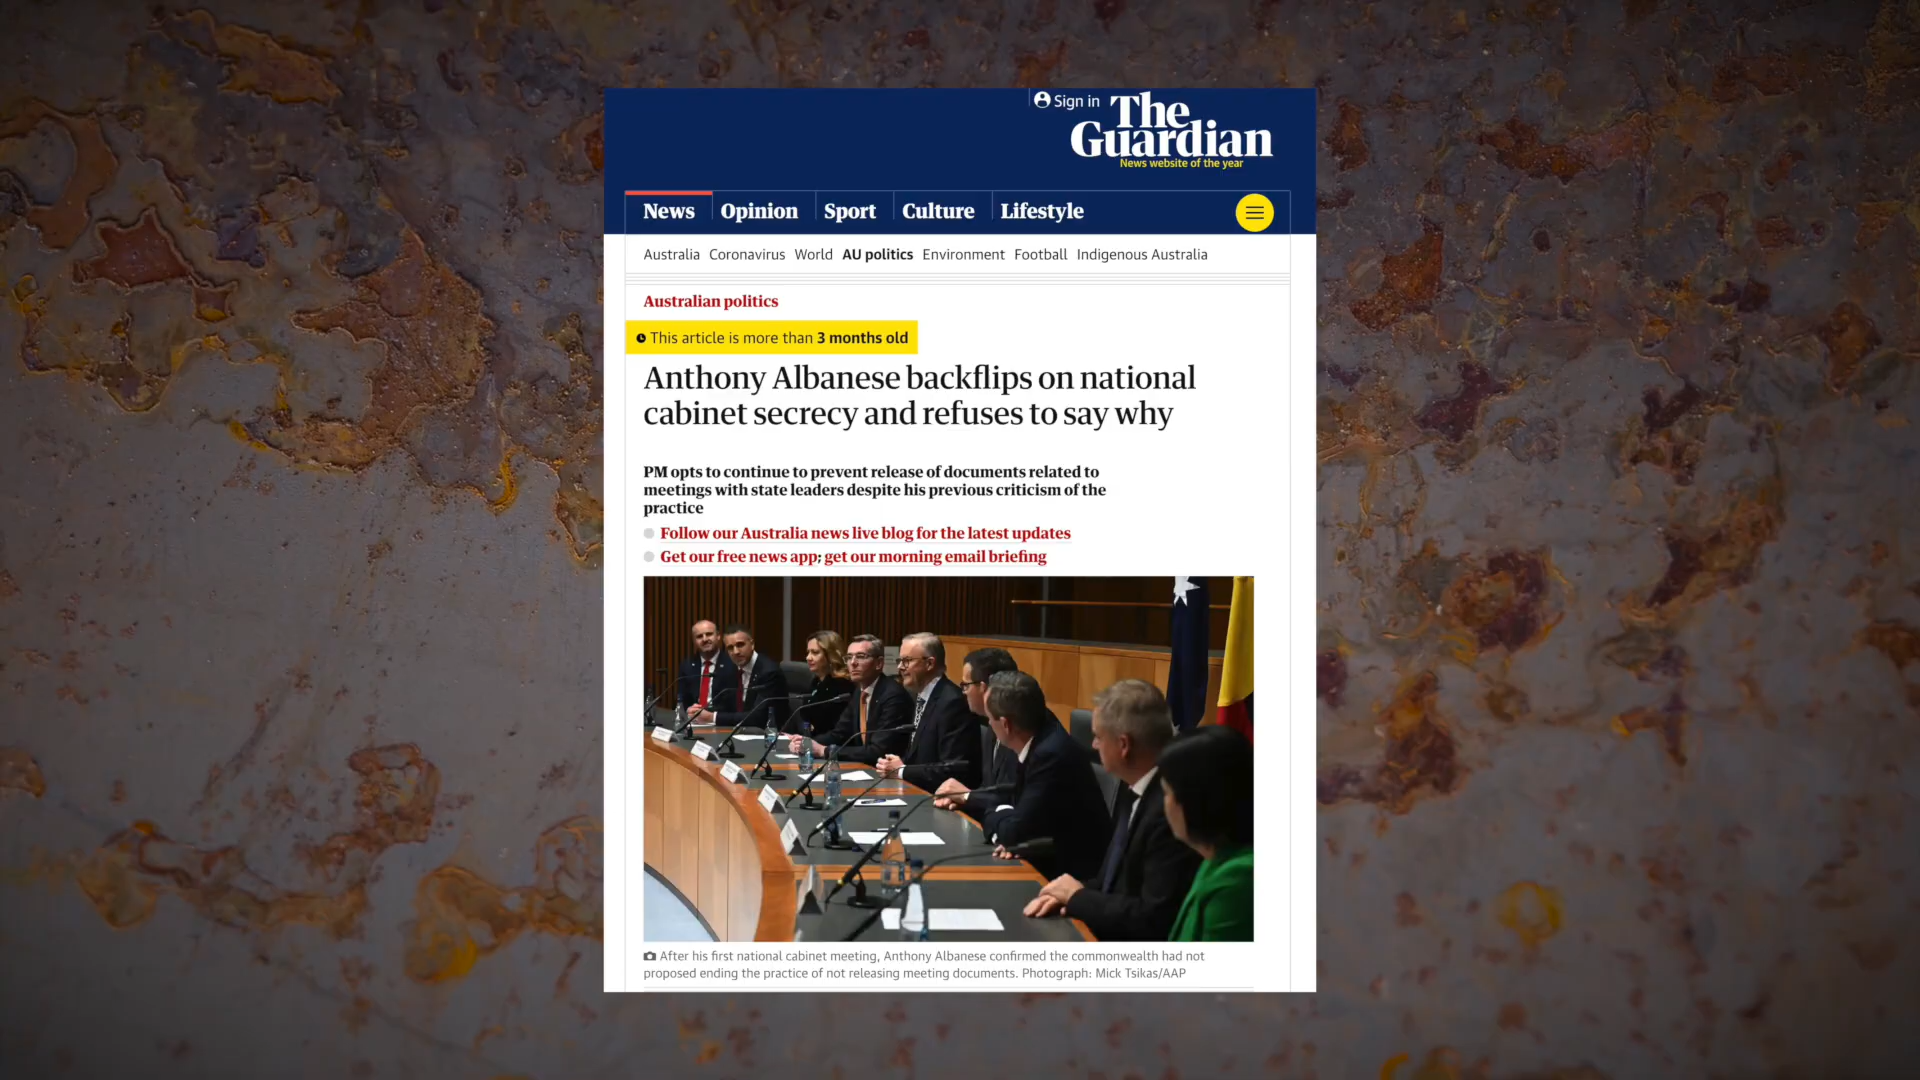 Sign in
The
Guardian
News website of the year
News Opinion Sport Culture Lifestyle
Australia Coronavirus World AU politics Environment Football Indigenous Australia
Australian politics
This article is more than 3 months old
Anthony Albanese backflips on national
cabinet secrecy and refuses to say why
PM opts to continue to prevent release of documents related to
meetings with state leaders despite his previous criticism of the
practice
Follow our Australia news live blog for the latest updates
Get our free news app; get our morning email briefing
After his first national cabinet meeting, Anthony Albanese confirmed the commonwealth had not
proposed ending the practice of not releasing meeting documents. Photograph: Mick Tsikas/AAP